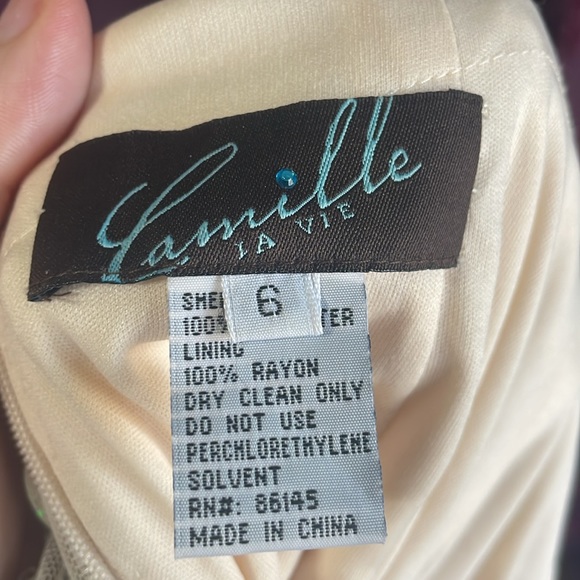 Camille
LA VIE
6
100%
LINING
100% RAYON
DRY CLEAN ONLY
DO NOT USE
PERCHLORETHYLENE
SOLVENT
RN#: 86145
MADE IN CHINA